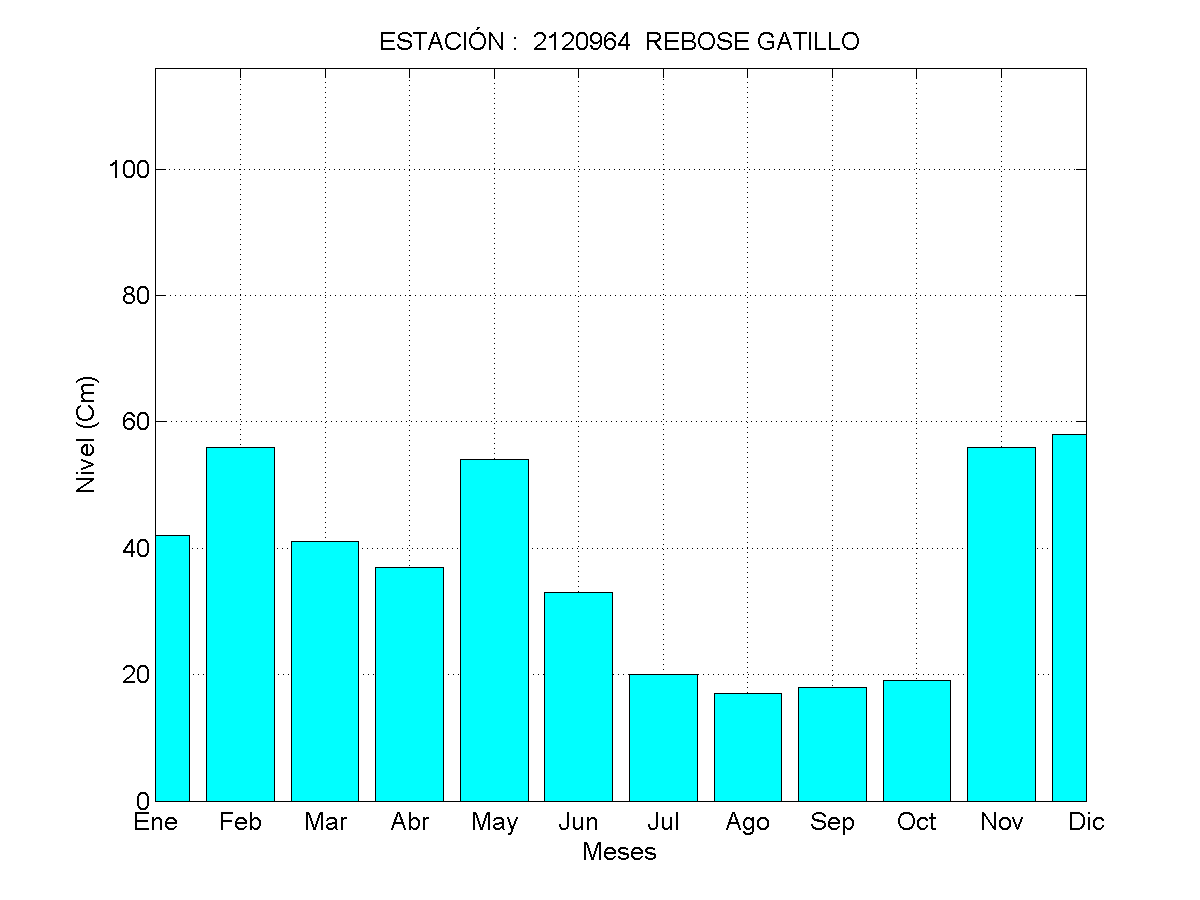 ESTACIÓN :  2120964  REBOSE GATILLO
100
80
60
40
20
0
Nivel (Cm)
Ene Feb Mar Abr May Jun Jul Ago Sep Oct Nov Dic
Meses